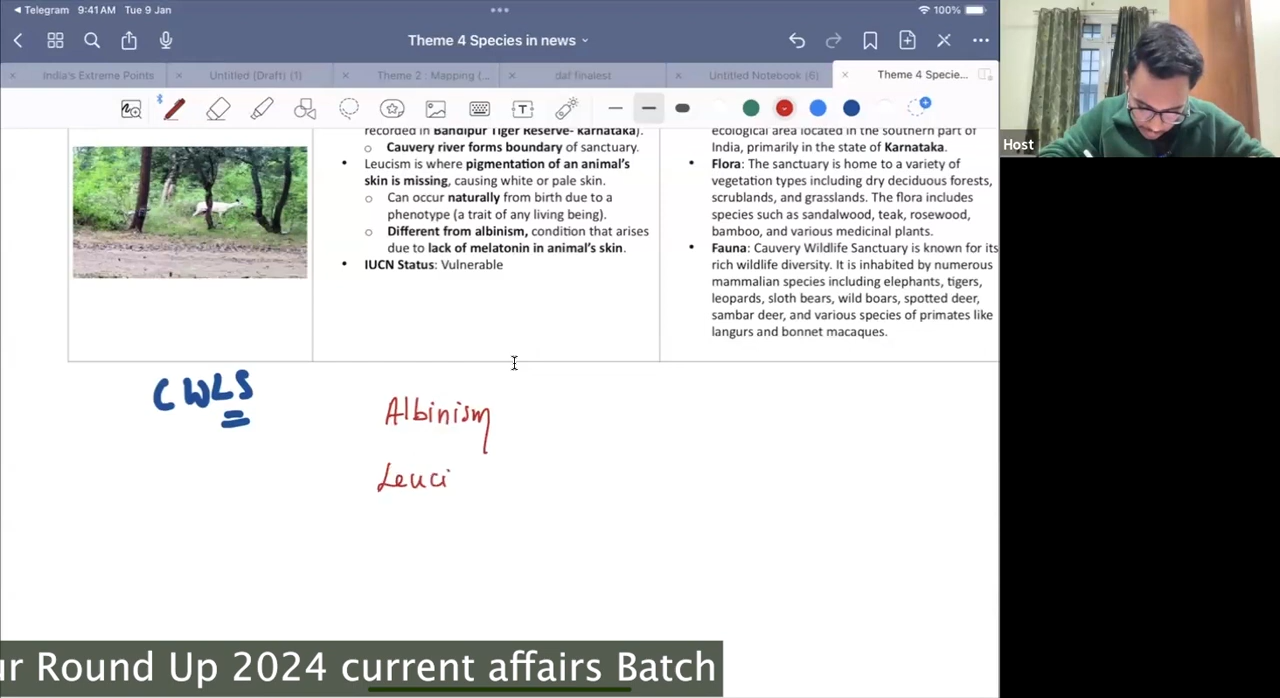 Telegram 9:41AM Tue 9 Jan
100%
Theme 4 Species in news
India's Extreme Points
Untitled (Draft) (1)
Theme 2 : Mapping (...
daf finalest
Untitled Notebook (6)
Theme 4 Specie...
Host
recorded in Bandipur Tiger Reserve- karnataka).
Cauvery river forms boundary of sanctuary.
Leucism is where pigmentation of an animal's
skin is missing, causing white or pale skin.
Can occur naturally from birth due to a
phenotype (a trait of any living being).
Different from albinism, condition that arises
due to lack of melatonin in animal's skin.
IUCN Status: Vulnerable
ecological area located in the southern part of
India, primarily in the state of Karnataka.
Flora: The sanctuary is home to a variety of
vegetation types including dry deciduous forests,
scrublands, and grasslands. The flora includes
species such as sandalwood, teak, rosewood,
bamboo, and various medicinal plants.
Fauna: Cauvery Wildlife Sanctuary is known for its
rich wildlife diversity. It is inhabited by numerous
mammalian species including elephants, tigers,
leopards, sloth bears, wild boars, spotted deer,
sambar deer, and various species of primates like
langurs and bonnet macaques.
CWLS
Albinism
Leuci
ur Round Up 2024 current affairs Batch